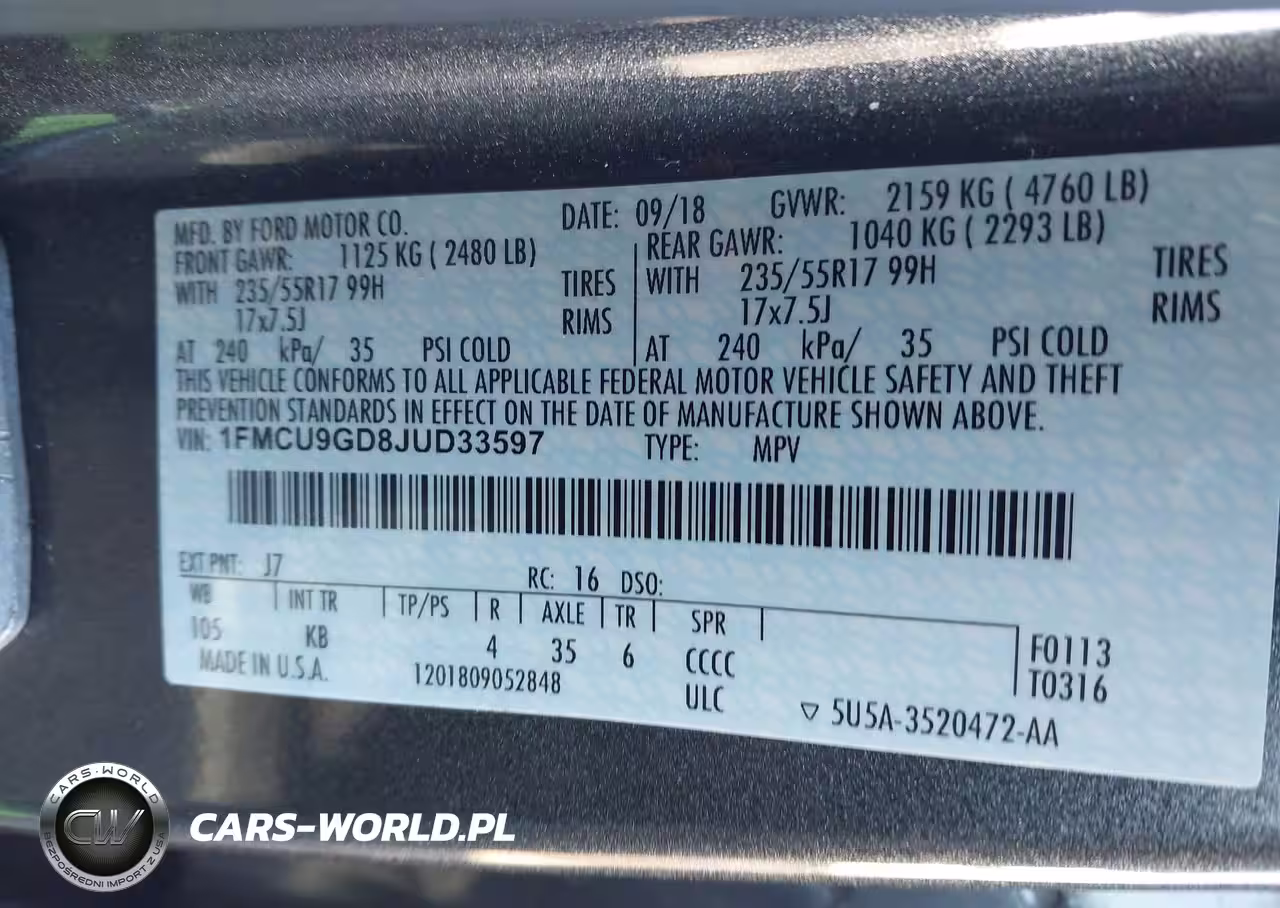 MFD. BY FORD MOTOR CO. DATE: 09/18 GVWR: 2159 KG ( 4760 LB)
FRONT GAWR: 1125 KG ( 2480 LB) REAR GAWR: 1040 KG ( 2293 LB)
WITH 235/55R17 99H TIRES WITH 235/55R17 99H TIRES
17x7.5J RIMS 17x7.5J RIMS
AT 240 kPa/ 35 PSI COLD AT 240 kPa/ 35 PSI COLD
THIS VEHICLE CONFORMS TO ALL APPLICABLE FEDERAL MOTOR VEHICLE SAFETY AND THEFT
PREVENTION STANDARDS IN EFFECT ON THE DATE OF MANUFACTURE SHOWN ABOVE.
VIN: 1FMCU9GD8JUD33597 TYPE: MPV
EXT PNT: J7 RC: 16 DSO:
WB INT TR TP/PS R AXLE TR SPR
105 KB 4 35 6 CCCC F0113
MADE IN U.S.A. 1201809052848 ULC T0316
▽ 5U5A-3520472-AA
CARS-WORLD
CW
BEZPOŚREDNI IMPORT Z USA
CARS-WORLD.PL